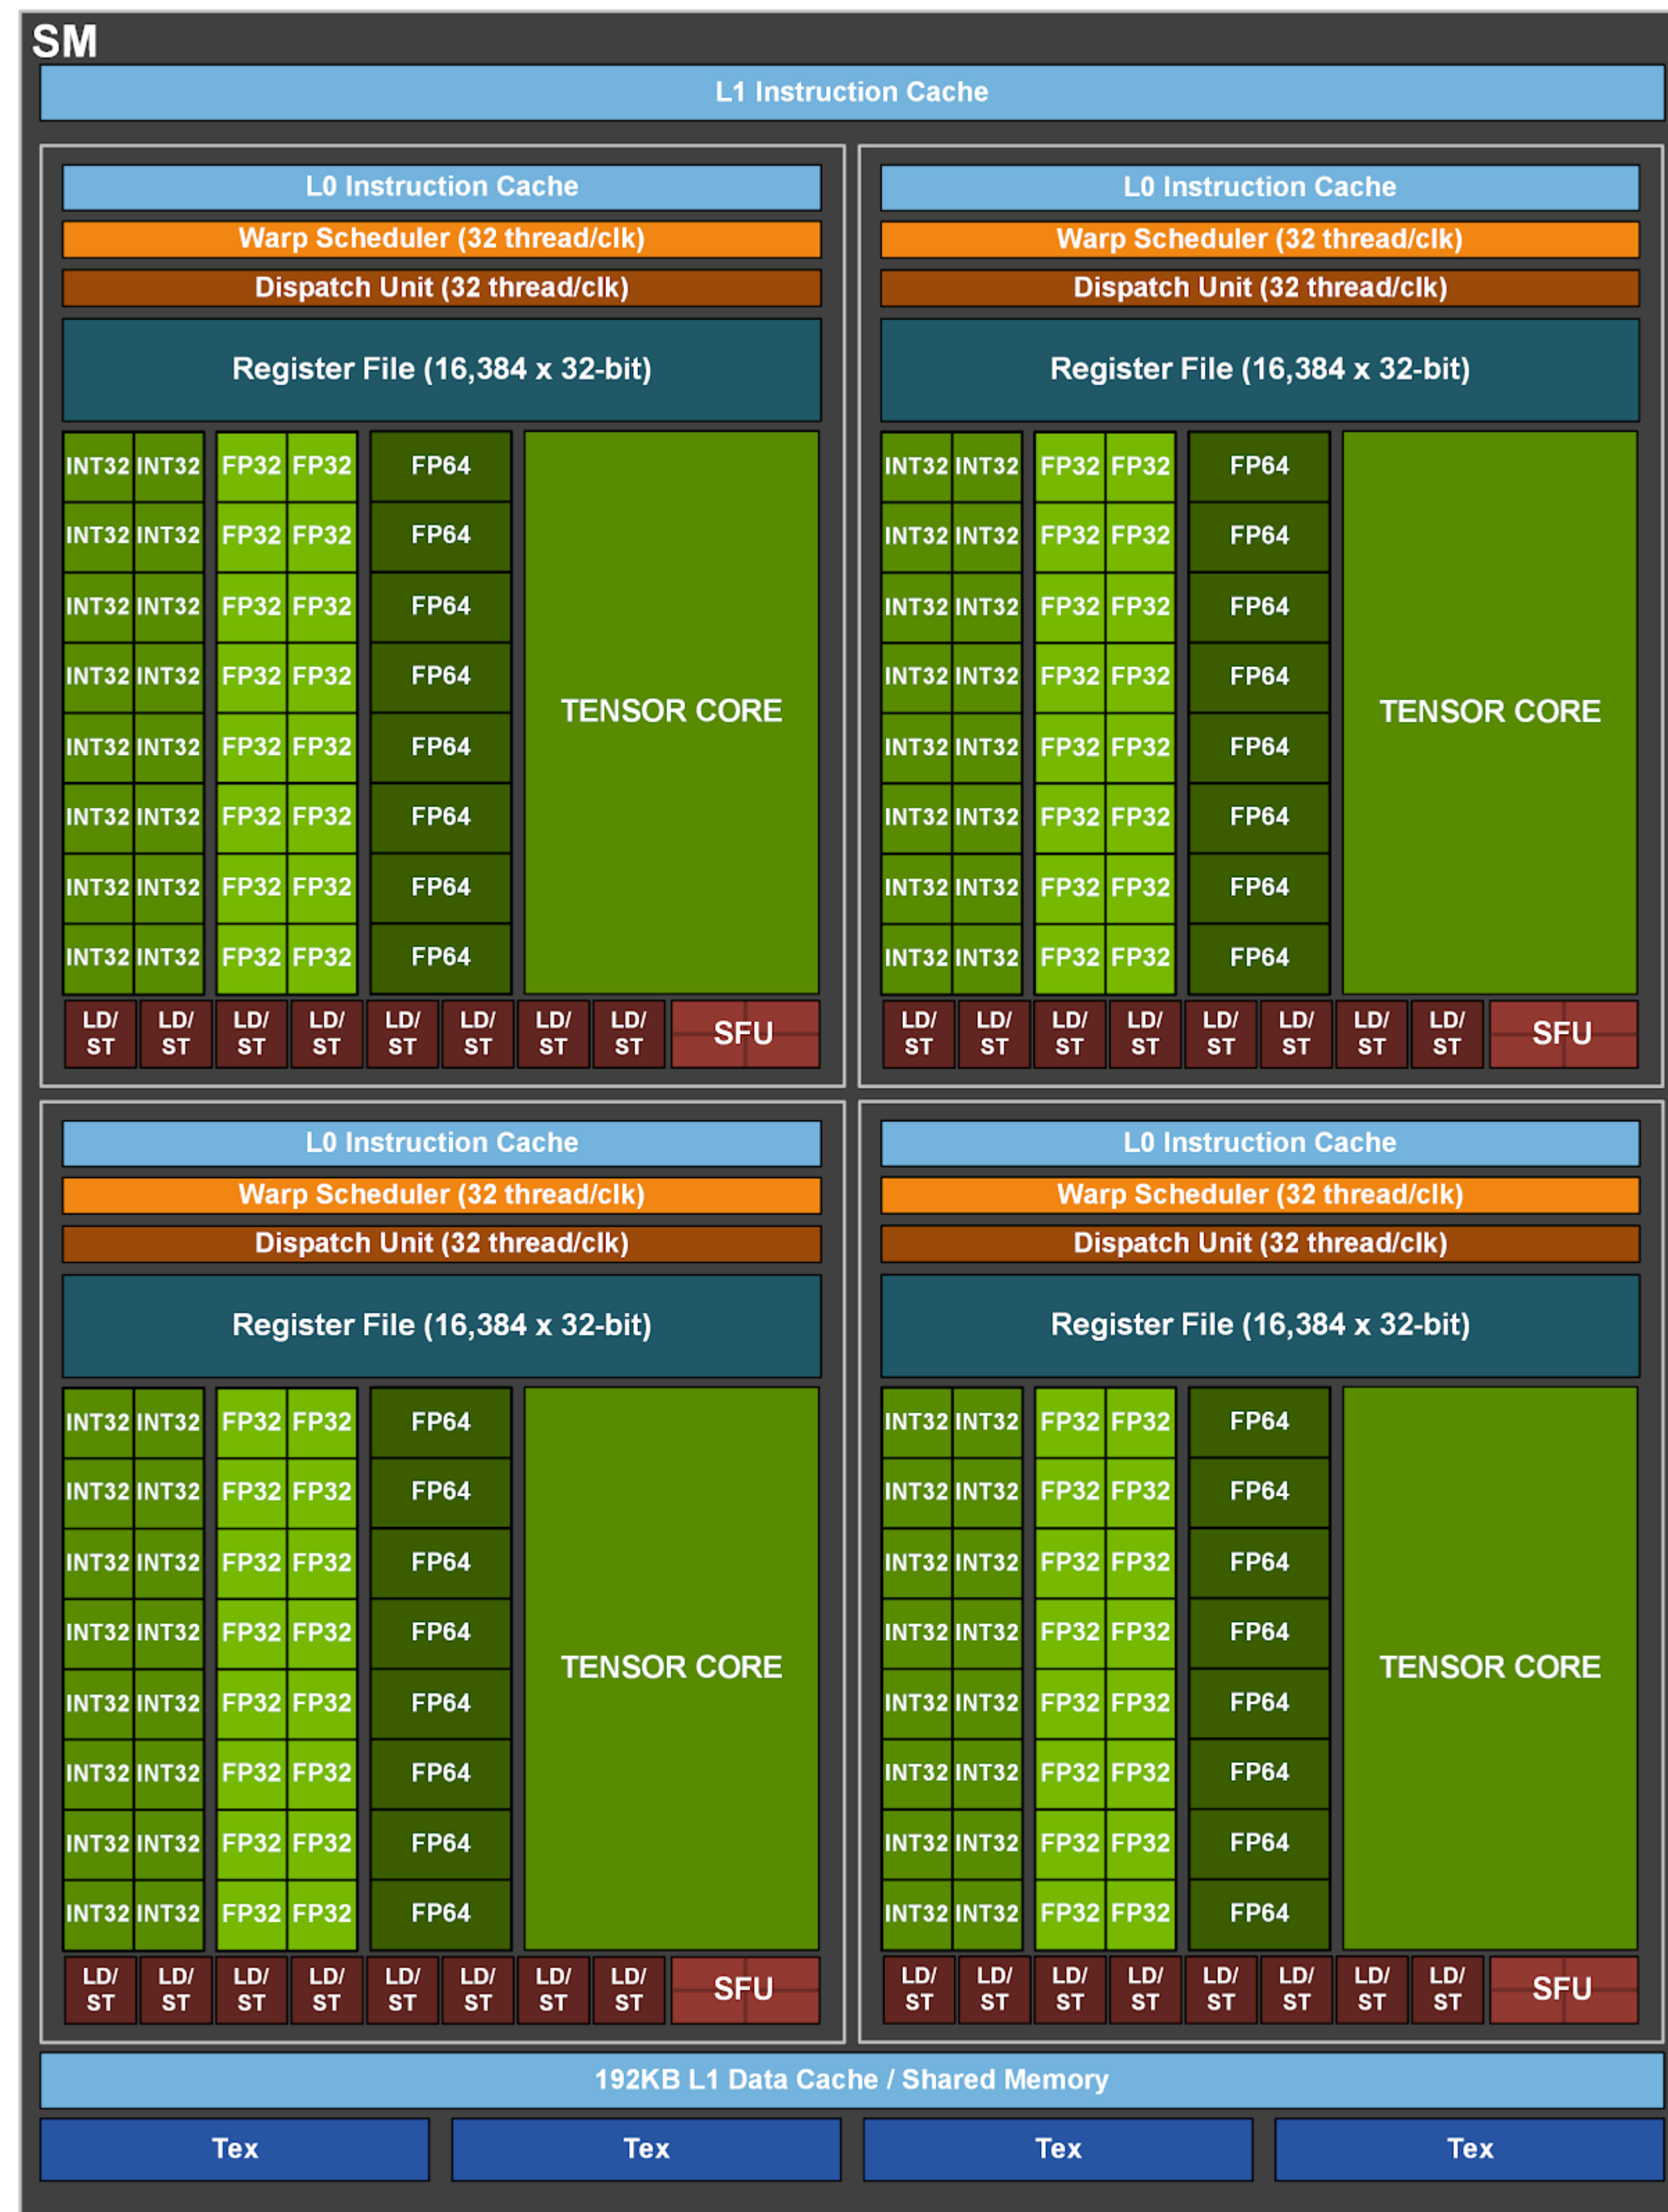 SM
L1 Instruction Cache
L0 Instruction Cache
Warp Scheduler (32 thread/clk)
Dispatch Unit (32 thread/clk)
Register File (16,384 x 32-bit)
INT32 INT32 FP32 FP32 FP64
INT32 INT32 FP32 FP32 FP64
INT32 INT32 FP32 FP32 FP64
INT32 INT32 FP32 FP32 FP64
INT32 INT32 FP32 FP32 FP64
INT32 INT32 FP32 FP32 FP64
INT32 INT32 FP32 FP32 FP64
INT32 INT32 FP32 FP32 FP64
TENSOR CORE
LD/ LD/ LD/ LD/ LD/ LD/ LD/ LD/
ST ST ST ST ST ST ST ST
SFU
L0 Instruction Cache
Warp Scheduler (32 thread/clk)
Dispatch Unit (32 thread/clk)
Register File (16,384 x 32-bit)
INT32 INT32 FP32 FP32 FP64
INT32 INT32 FP32 FP32 FP64
INT32 INT32 FP32 FP32 FP64
INT32 INT32 FP32 FP32 FP64
INT32 INT32 FP32 FP32 FP64
INT32 INT32 FP32 FP32 FP64
INT32 INT32 FP32 FP32 FP64
INT32 INT32 FP32 FP32 FP64
TENSOR CORE
LD/ LD/ LD/ LD/ LD/ LD/ LD/ LD/
ST ST ST ST ST ST ST ST
SFU
L0 Instruction Cache
Warp Scheduler (32 thread/clk)
Dispatch Unit (32 thread/clk)
Register File (16,384 x 32-bit)
INT32 INT32 FP32 FP32 FP64
INT32 INT32 FP32 FP32 FP64
INT32 INT32 FP32 FP32 FP64
INT32 INT32 FP32 FP32 FP64
INT32 INT32 FP32 FP32 FP64
INT32 INT32 FP32 FP32 FP64
INT32 INT32 FP32 FP32 FP64
INT32 INT32 FP32 FP32 FP64
TENSOR CORE
LD/ LD/ LD/ LD/ LD/ LD/ LD/ LD/
ST ST ST ST ST ST ST ST
SFU
L0 Instruction Cache
Warp Scheduler (32 thread/clk)
Dispatch Unit (32 thread/clk)
Register File (16,384 x 32-bit)
INT32 INT32 FP32 FP32 FP64
INT32 INT32 FP32 FP32 FP64
INT32 INT32 FP32 FP32 FP64
INT32 INT32 FP32 FP32 FP64
INT32 INT32 FP32 FP32 FP64
INT32 INT32 FP32 FP32 FP64
INT32 INT32 FP32 FP32 FP64
INT32 INT32 FP32 FP32 FP64
TENSOR CORE
LD/ LD/ LD/ LD/ LD/ LD/ LD/ LD/
ST ST ST ST ST ST ST ST
SFU
192KB L1 Data Cache / Shared Memory
Tex Tex Tex Tex